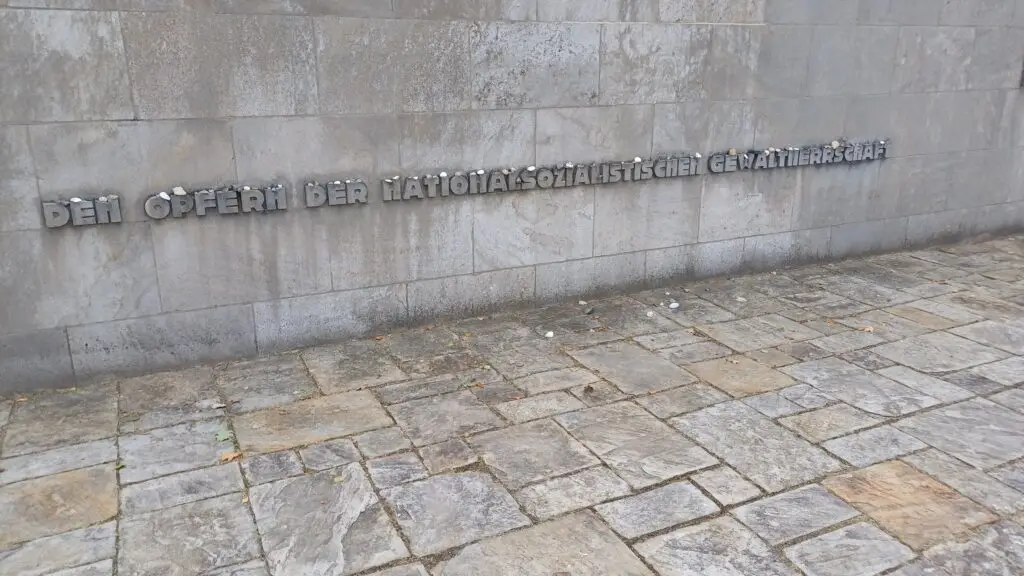 DEN OPFERN DER NATIONALSOZIALISTISCHEN GEWALTHERRSCHAFT